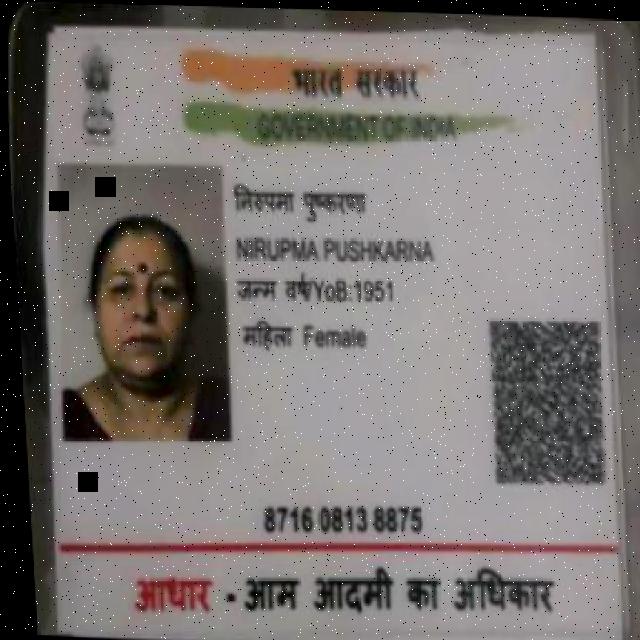 भारत सरकार
GOVERNMENT OF INDIA
निरुपमा पुष्करणा
NIRUPMA PUSHKARNA
जन्म वर्ष/YoB:1951
महिला Female
8716 0813 8875
आधार - आम आदमी का अधिकार